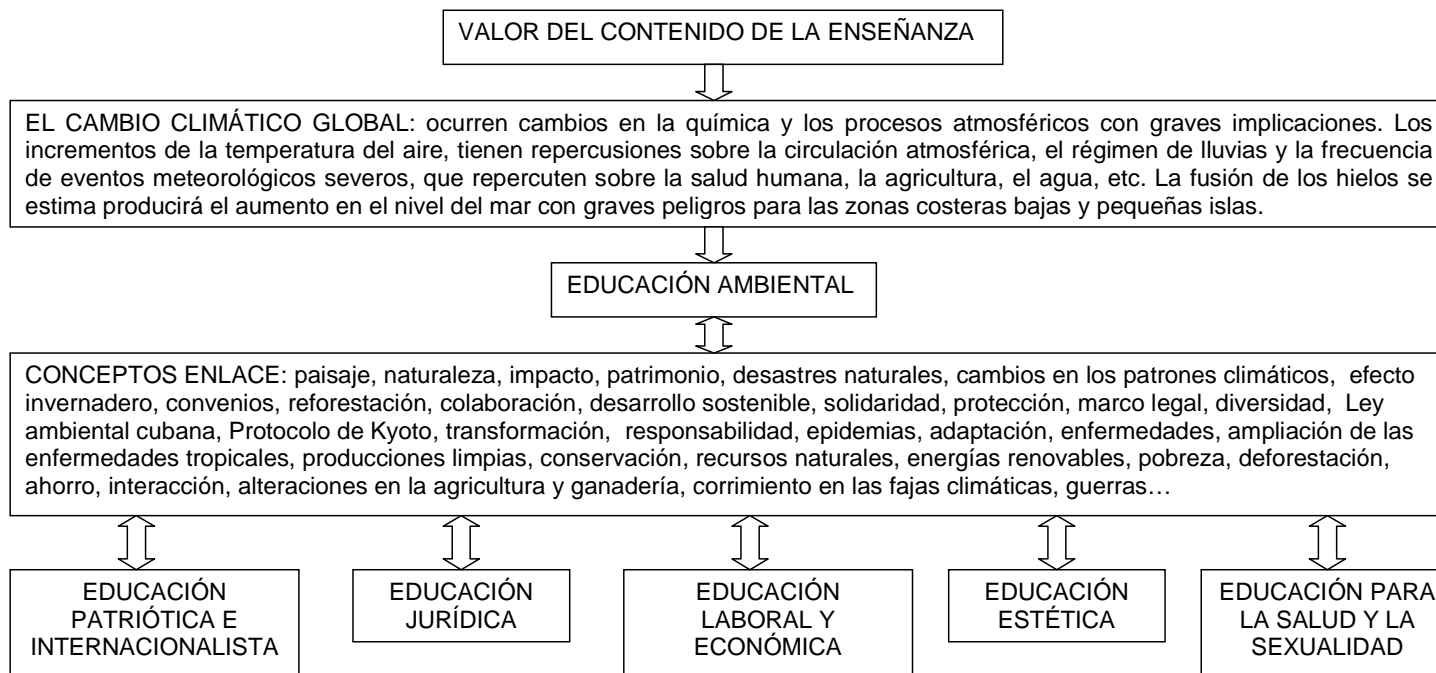 VALOR DEL CONTENIDO DE LA ENSEÑANZA
EL CAMBIO CLIMÁTICO GLOBAL: ocurren cambios en la química y los procesos atmosféricos con graves implicaciones. Los
incrementos de la temperatura del aire, tienen repercusiones sobre la circulación atmosférica, el régimen de lluvias y la frecuencia
de eventos meteorológicos severos, que repercuten sobre la salud humana, la agricultura, el agua, etc. La fusión de los hielos se
estima producirá el aumento en el nivel del mar con graves peligros para las zonas costeras bajas y pequeñas islas.
EDUCACIÓN AMBIENTAL
CONCEPTOS ENLACE: paisaje, naturaleza, impacto, patrimonio, desastres naturales, cambios en los patrones climáticos, efecto
invernadero, convenios, reforestación, colaboración, desarrollo sostenible, solidaridad, protección, marco legal, diversidad, Ley
ambiental cubana, Protocolo de Kyoto, transformación, responsabilidad, epidemias, adaptación, enfermedades, ampliación de las
enfermedades tropicales, producciones limpias, conservación, recursos naturales, energías renovables, pobreza, deforestación,
ahorro, interacción, alteraciones en la agricultura y ganadería, corrimiento en las fajas climáticas, guerras…
EDUCACIÓN
PATRIÓTICA E
INTERNACIONALISTA
EDUCACIÓN
JURÍDICA
EDUCACIÓN
LABORAL Y
ECONÓMICA
EDUCACIÓN
ESTÉTICA
EDUCACIÓN PARA
LA SALUD Y LA
SEXUALIDAD